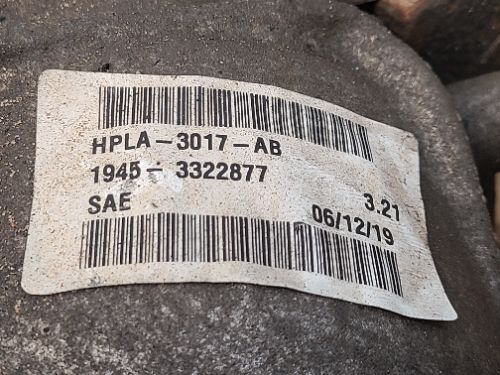 HPLA-3017-AB
1945- 3322877
SAE 3.21
06/12/19